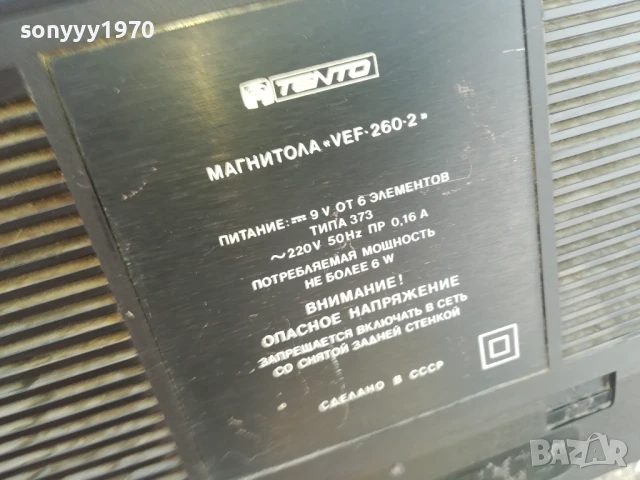 sonyyy1970
TENTO
МАГНИТОЛА «VEF-260-2»
ПИТАНИЕ: ⎓ 9 V ОТ 6 ЭЛЕМЕНТОВ
ТИПА 373
~220V 50Hz ПР 0,16 А
ПОТРЕБЛЯЕМАЯ МОЩНОСТЬ
НЕ БОЛЕЕ 6 W
ВНИМАНИЕ!
ОПАСНОЕ НАПРЯЖЕНИЕ
ЗАПРЕЩАЕТСЯ ВКЛЮЧАТЬ В СЕТЬ
СО СНЯТОЙ ЗАДНЕЙ СТЕНКОЙ
СДЕЛАНО В СССР
BAZAR